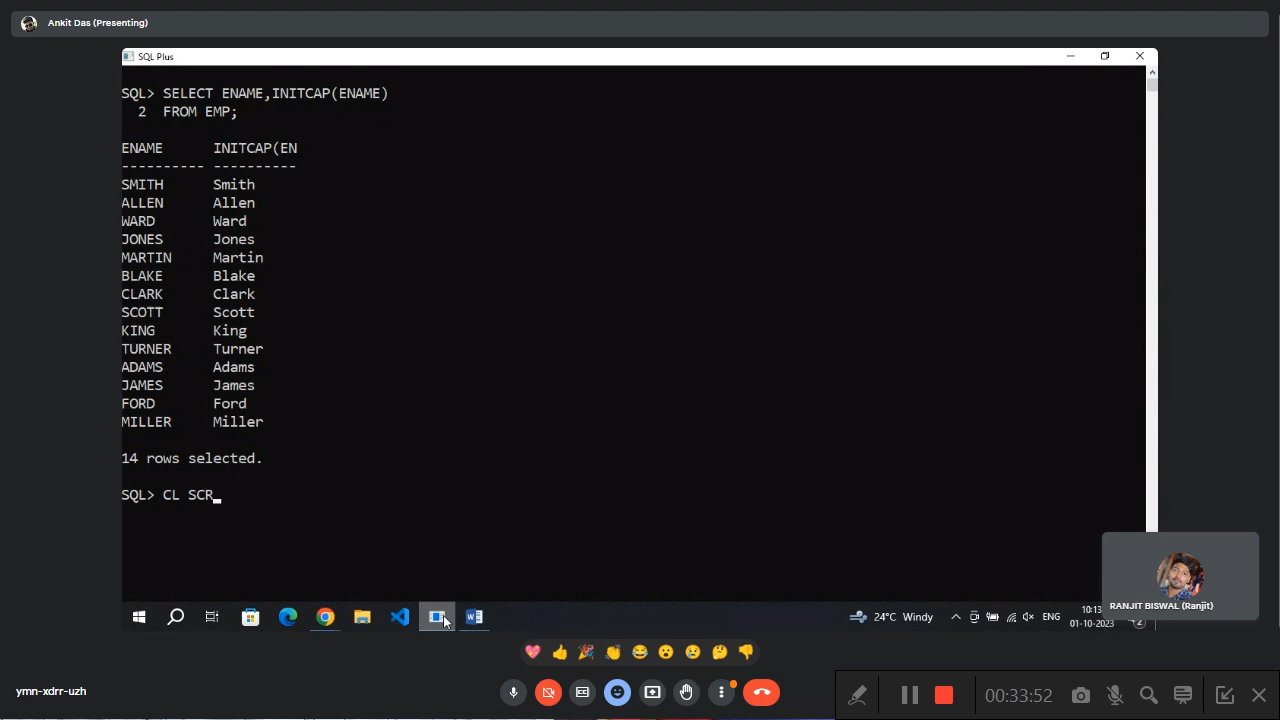 Ankit Das (Presenting)
SQL Plus
SQL> SELECT ENAME,INITCAP(ENAME)
2 FROM EMP;
ENAME INITCAP(EN
---------- ----------
SMITH Smith
ALLEN Allen
WARD Ward
JONES Jones
MARTIN Martin
BLAKE Blake
CLARK Clark
SCOTT Scott
KING King
TURNER Turner
ADAMS Adams
JAMES James
FORD Ford
MILLER Miller
14 rows selected.
SQL> CL SCR_
RANJIT BISWAL (Ranjit)
24°C Windy
ENG
10:13
01-10-2023
2
ymn-xdrr-uzh
00:33:52